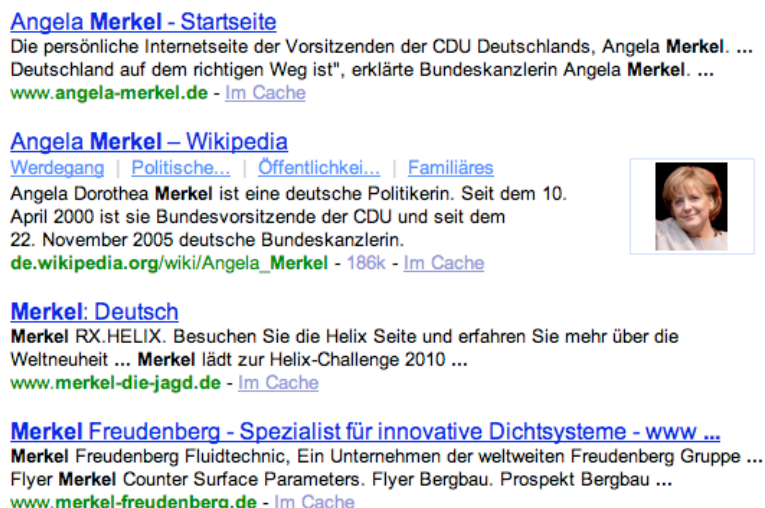 Angela Merkel - Startseite
Die persönliche Internetseite der Vorsitzenden der CDU Deutschlands, Angela Merkel. ...
Deutschland auf dem richtigen Weg ist", erklärte Bundeskanzlerin Angela Merkel. ...
www.angela-merkel.de - Im Cache
Angela Merkel – Wikipedia
Werdegang | Politische... | Öffentlichkei... | Familiäres
Angela Dorothea Merkel ist eine deutsche Politikerin. Seit dem 10.
April 2000 ist sie Bundesvorsitzende der CDU und seit dem
22. November 2005 deutsche Bundeskanzlerin.
de.wikipedia.org/wiki/Angela_Merkel - 186k - Im Cache
Merkel: Deutsch
Merkel RX.HELIX. Besuchen Sie die Helix Seite und erfahren Sie mehr über die
Weltneuheit ... Merkel lädt zur Helix-Challenge 2010 ...
www.merkel-die-jagd.de - Im Cache
Merkel Freudenberg - Spezialist für innovative Dichtsysteme - www ...
Merkel Freudenberg Fluidtechnic, Ein Unternehmen der weltweiten Freudenberg Gruppe ...
Flyer Merkel Counter Surface Parameters. Flyer Bergbau. Prospekt Bergbau ...
www.merkel-freudenberg.de - Im Cache